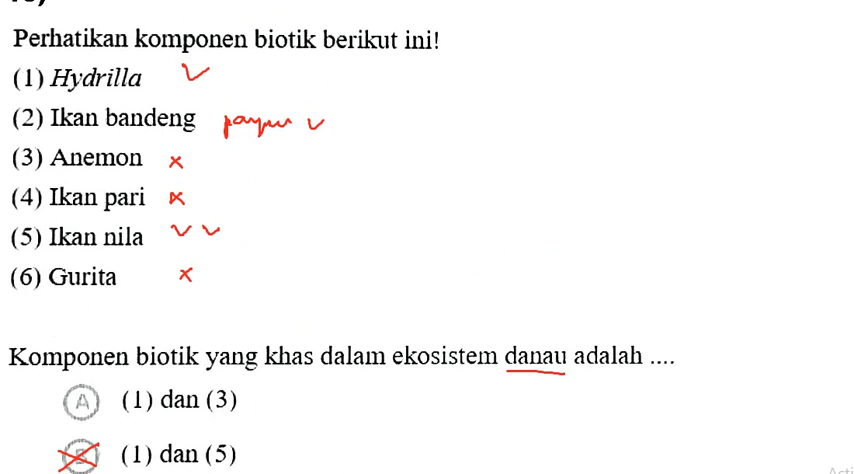 Perhatikan komponen biotik berikut ini!
(1) Hydrilla
(2) Ikan bandeng payau
(3) Anemon
(4) Ikan pari
(5) Ikan nila
(6) Gurita
Komponen biotik yang khas dalam ekosistem danau adalah ....
A (1) dan (3)
B (1) dan (5)